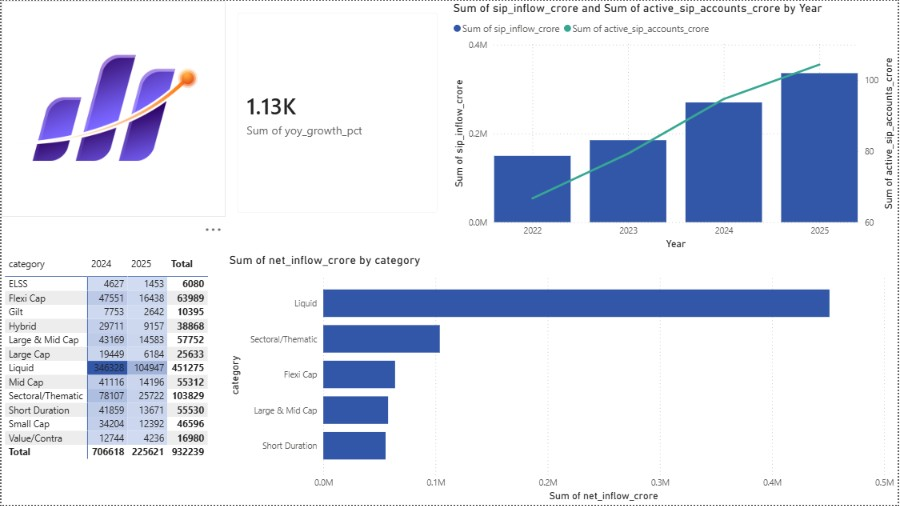 1.13K
Sum of yoy_growth_pct
Sum of sip_inflow_crore and Sum of active_sip_accounts_crore by Year
Sum of sip_inflow_crore Sum of active_sip_accounts_crore
Sum of sip_inflow_crore
0.4M
0.2M
0.0M
100
80
60
Sum of active_sip_accounts_crore
2022 2023 2024 2025
Year
category 2024 2025 Total
ELSS 4627 1453 6080
Flexi Cap 47551 16438 63989
Gilt 7753 2642 10395
Hybrid 29711 9157 38868
Large & Mid Cap 43169 14583 57752
Large Cap 19449 6184 25633
Liquid 346328 104947 451275
Mid Cap 41116 14196 55312
Sectoral/Thematic 78107 25722 103829
Short Duration 41859 13671 55530
Small Cap 34204 12392 46596
Value/Contra 12744 4236 16980
Total 706618 225621 932239
Sum of net_inflow_crore by category
category
Liquid
Sectoral/Thematic
Flexi Cap
Large & Mid Cap
Short Duration
0.0M 0.1M 0.2M 0.3M 0.4M 0.5M
Sum of net_inflow_crore